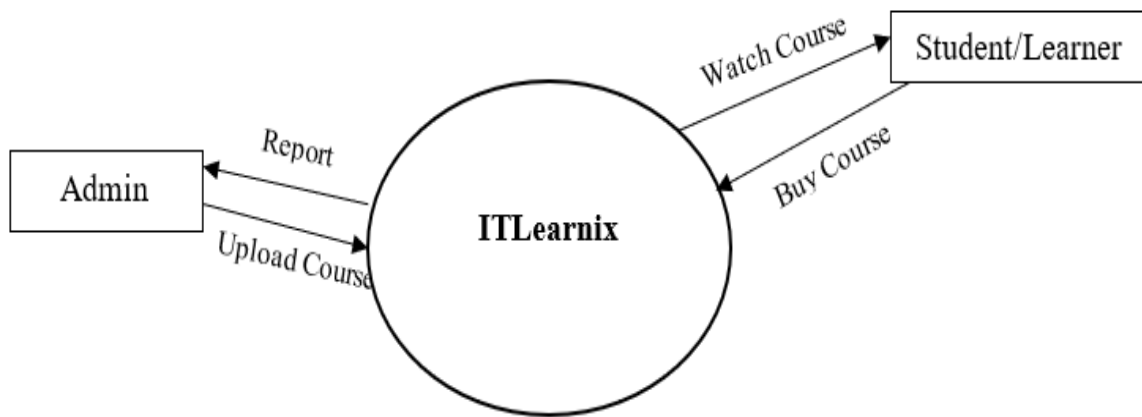 Watch Course
Student/Learner
Report
Buy Course
Admin
ITLearnix
Upload Course